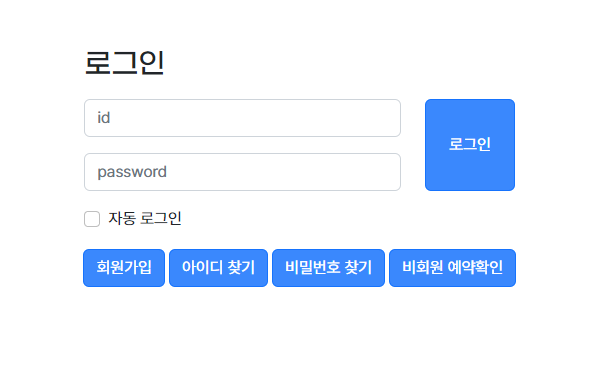 로그인
id
로그인
password
자동 로그인
회원가입 아이디 찾기 비밀번호 찾기 비회원 예약확인